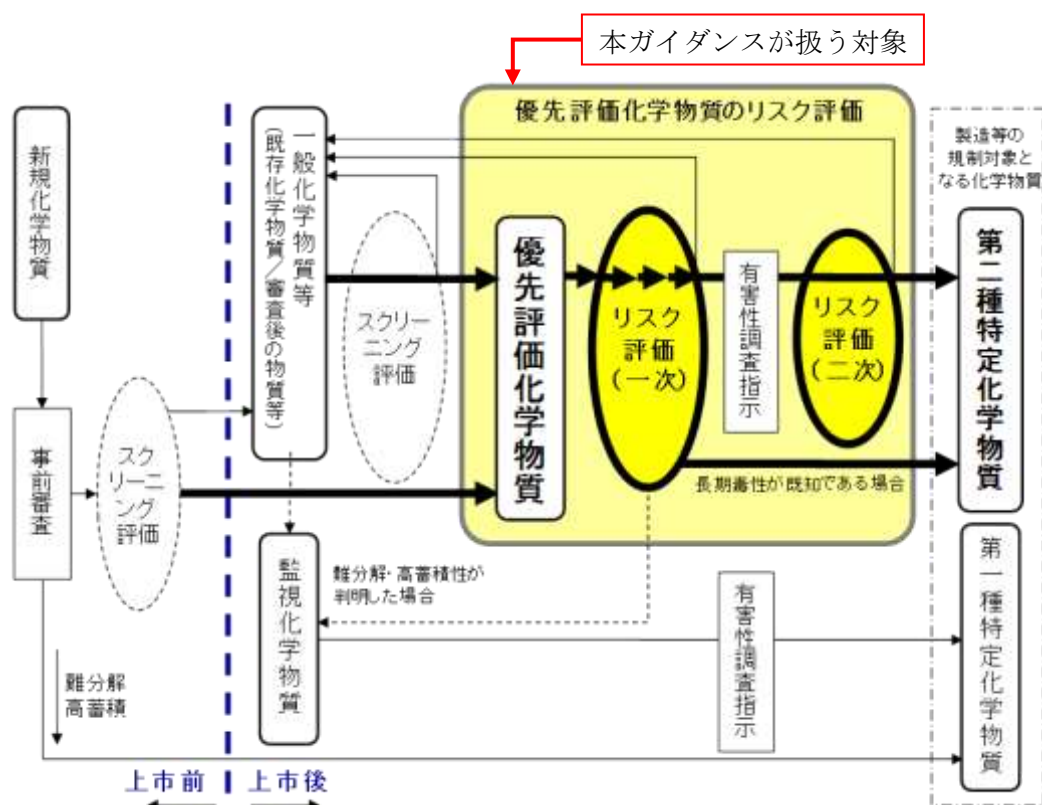 本ガイダンスが扱う対象
優先評価化学物質のリスク評価
製造等の
規制対象と
なる化学物質
新規化学物質
一般化学物質等
(既存化学物質/審査後の物質等)
スクリー
ニング
評価
優先評価化学物質
リスク
評価
(一次)
有害性調査指示
リスク
評価
(二次)
第二種特定化学物質
長期毒性が既知である場合
事前審査
スク
リーニ
ング
評価
監視化学物質
難分解・高蓄積性が
判明した場合
有害性調査指示
第一種特定化学物質
難分解
高蓄積
上市前
上市後